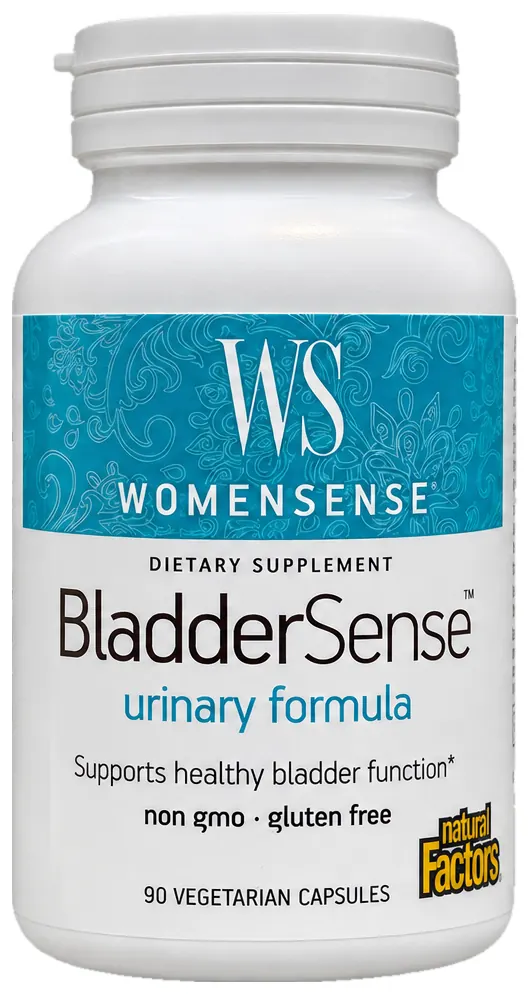 WS
WOMENSENSE®
DIETARY SUPPLEMENT
BladderSense™
urinary formula
Supports healthy bladder function*
non gmo · gluten free
90 VEGETARIAN CAPSULES
natural
Factors